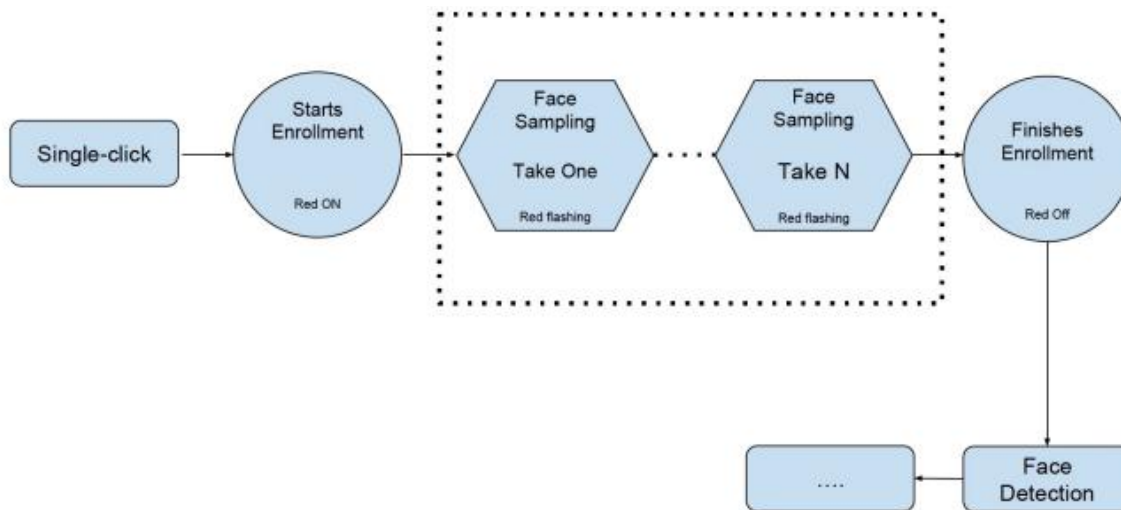 Single-click
Starts
Enrollment
Red ON
Face
Sampling
Take One
Red flashing
Face
Sampling
Take N
Red flashing
Finishes
Enrollment
Red Off
Face
Detection
....